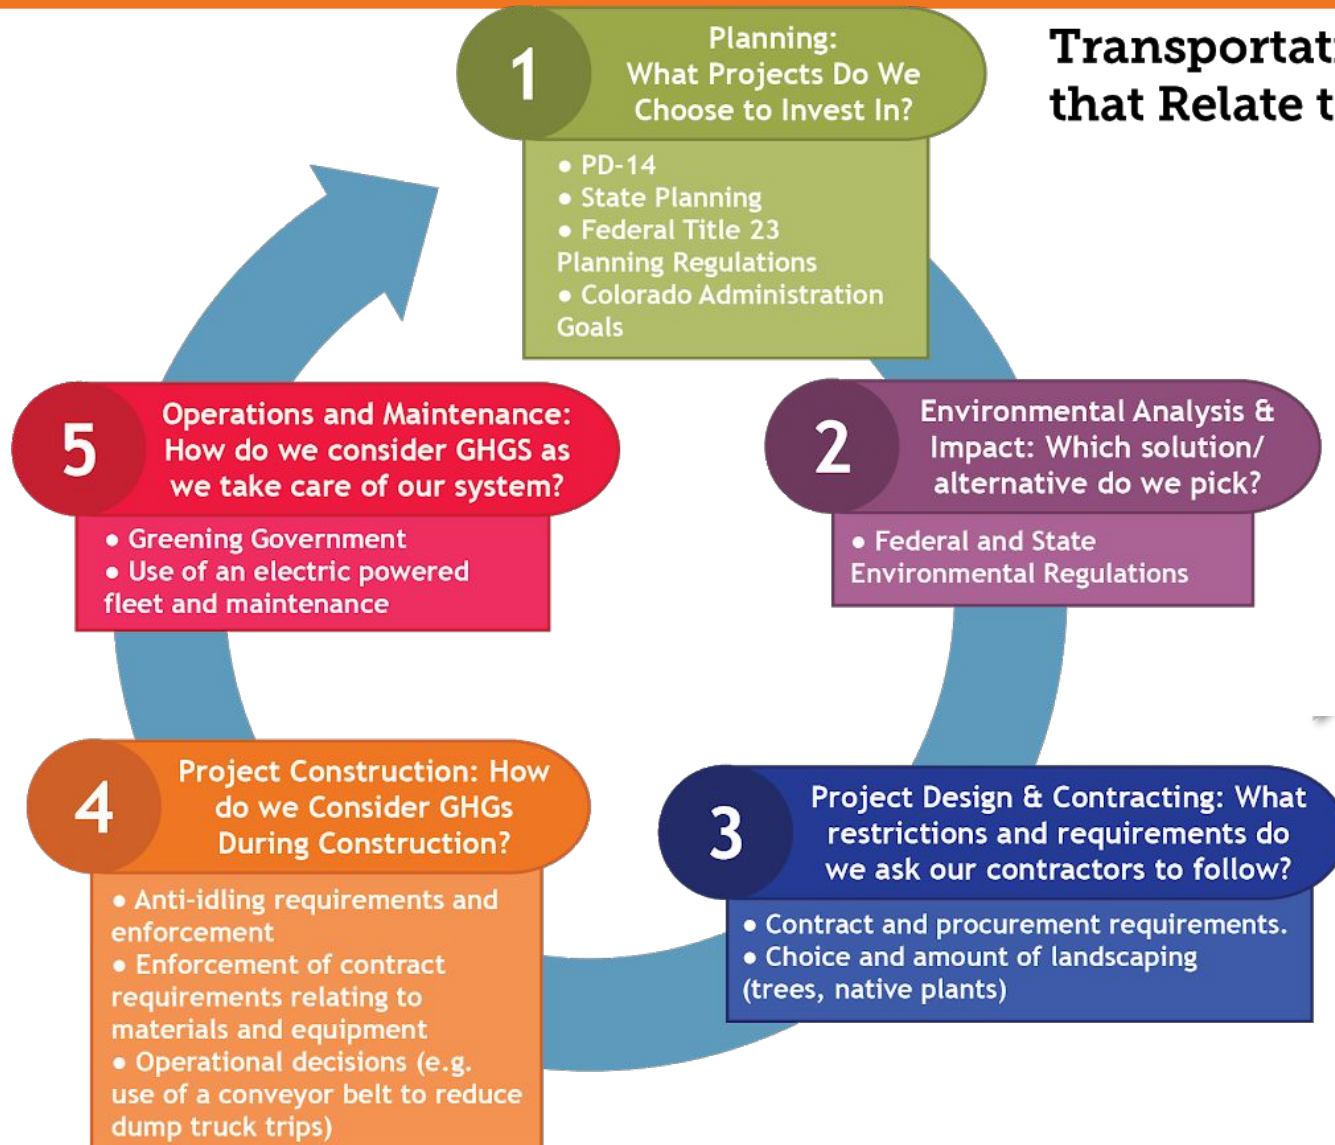 Transportat
that Relate t
1
Planning:
What Projects Do We
Choose to Invest In?
● PD-14
● State Planning
● Federal Title 23
Planning Regulations
● Colorado Administration
Goals
2
Environmental Analysis &
Impact: Which solution/
alternative do we pick?
● Federal and State
Environmental Regulations
3
Project Design & Contracting: What
restrictions and requirements do
we ask our contractors to follow?
● Contract and procurement requirements.
● Choice and amount of landscaping
(trees, native plants)
4
Project Construction: How
do we Consider GHGs
During Construction?
● Anti-idling requirements and
enforcement
● Enforcement of contract
requirements relating to
materials and equipment
● Operational decisions (e.g.
use of a conveyor belt to reduce
dump truck trips)
5
Operations and Maintenance:
How do we consider GHGS as
we take care of our system?
● Greening Government
● Use of an electric powered
fleet and maintenance